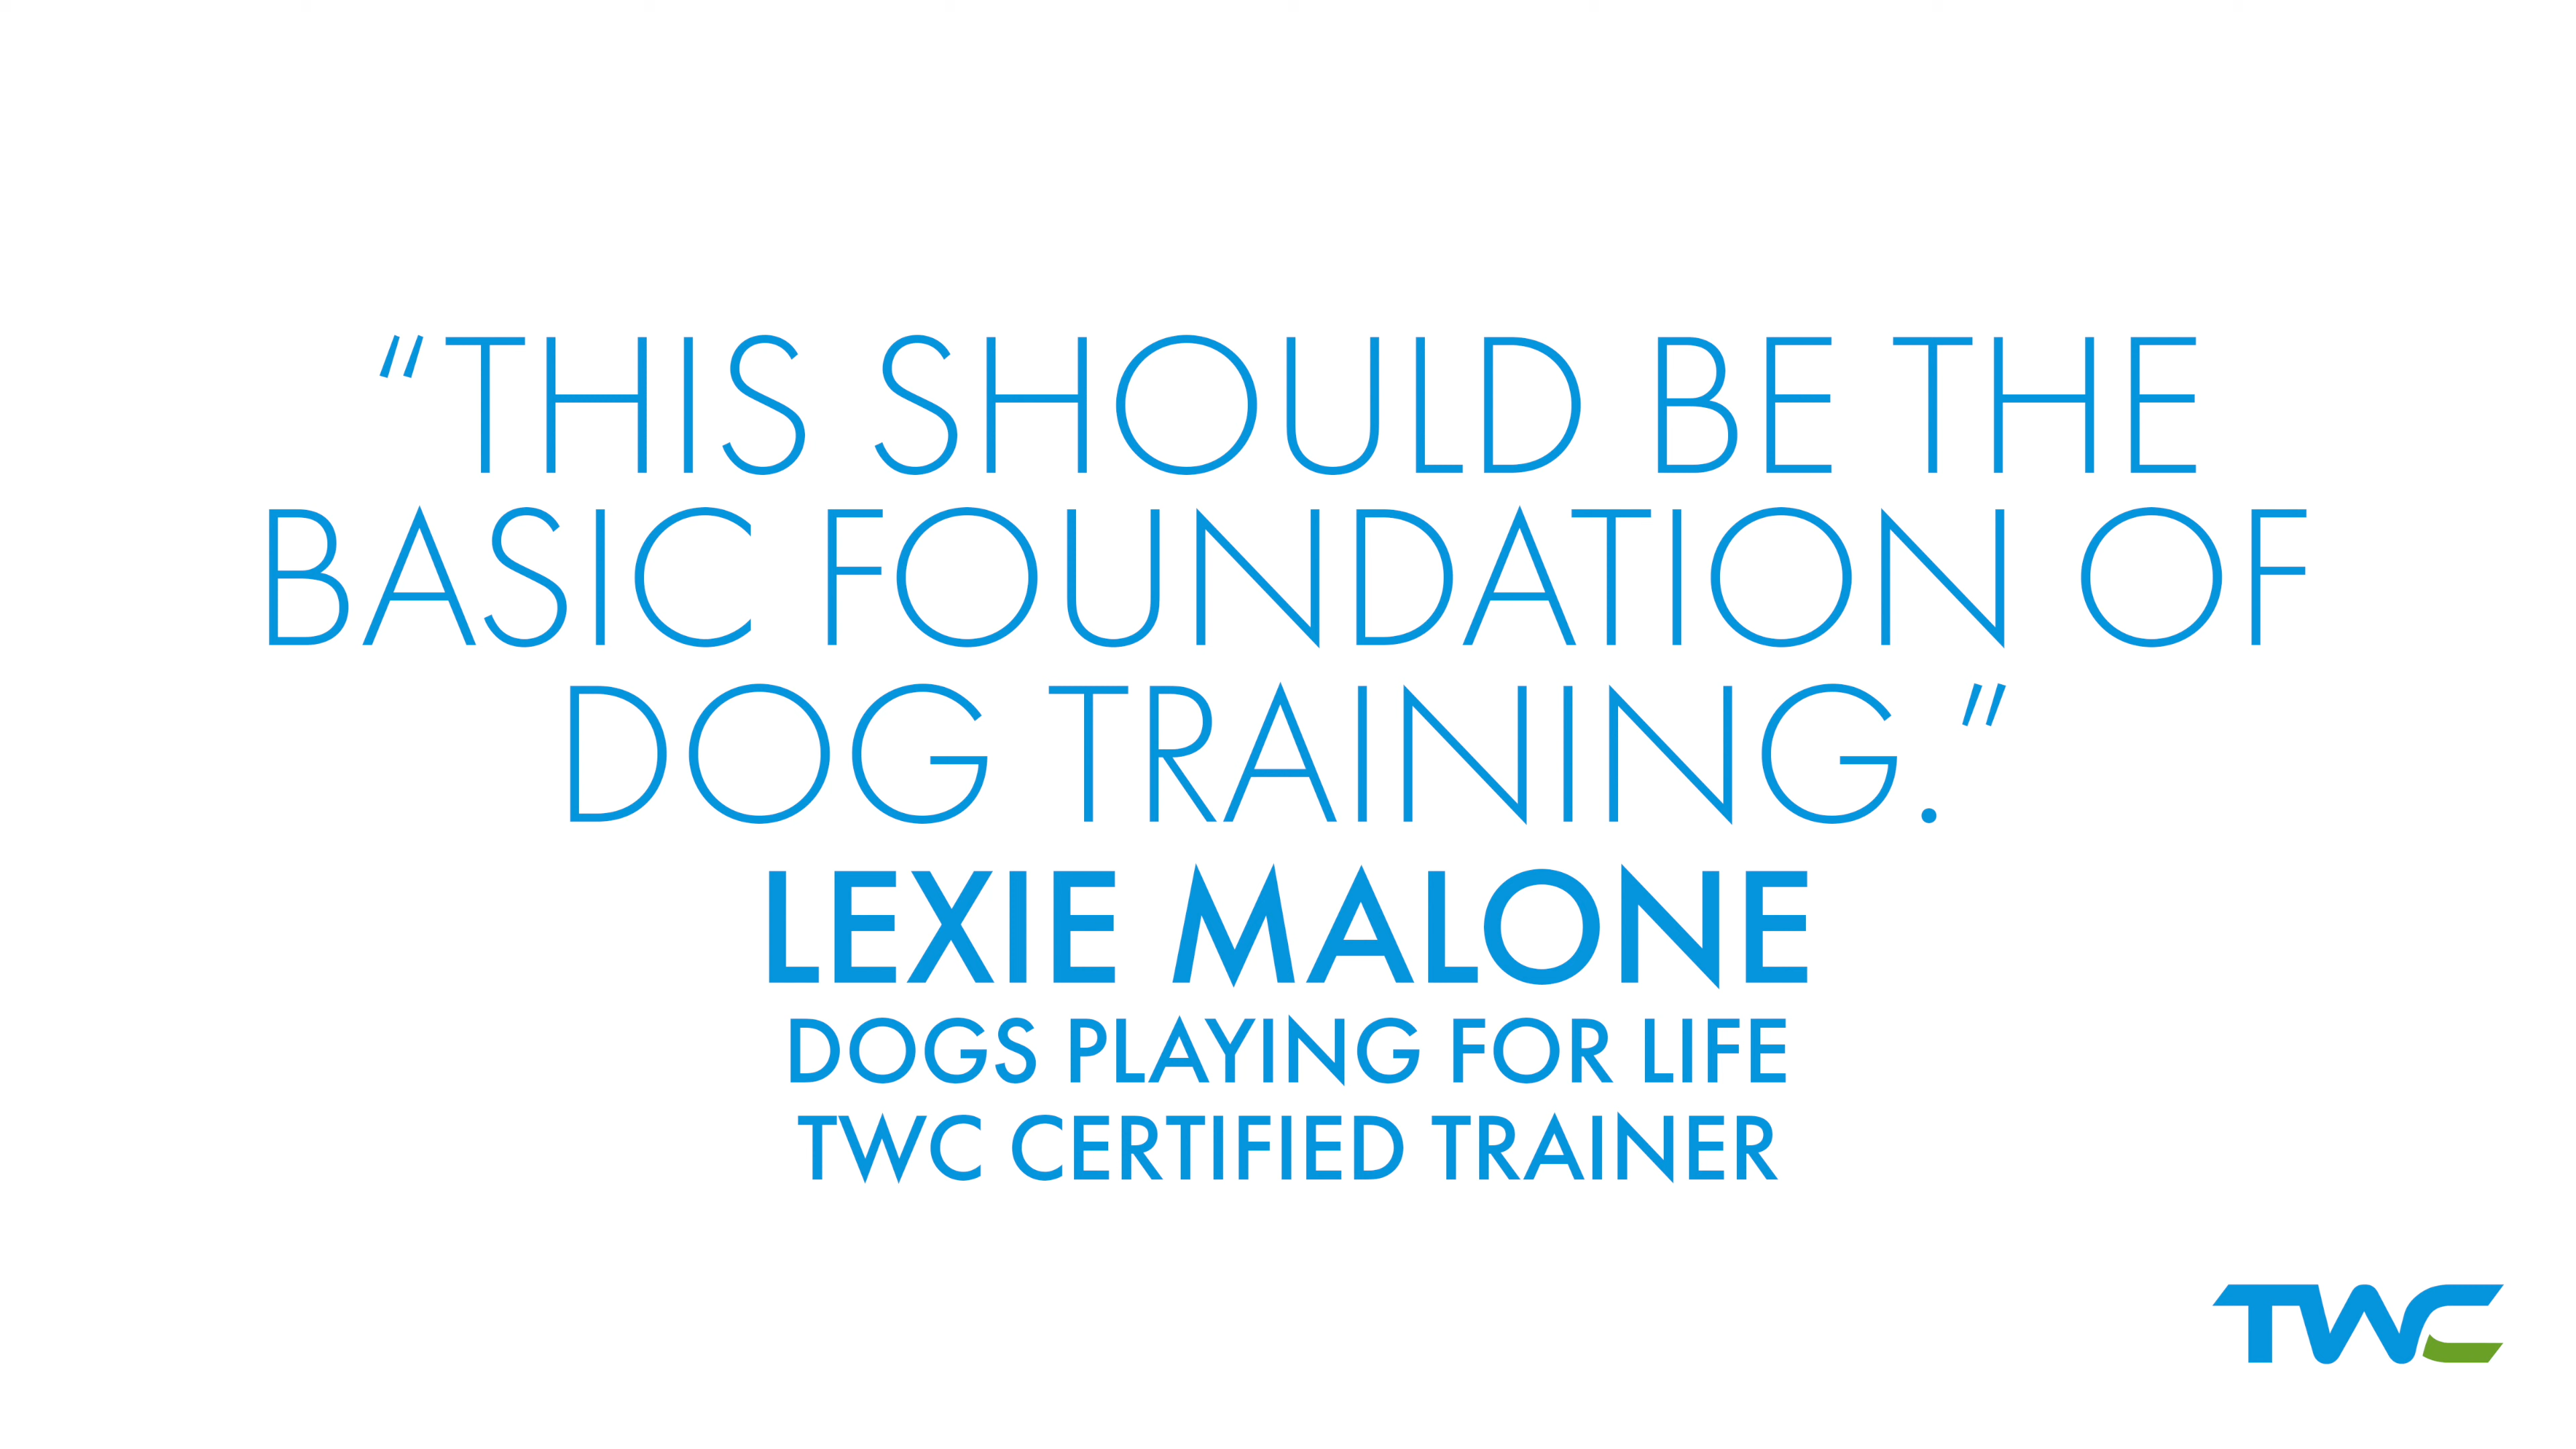 “THIS SHOULD BE THE
BASIC FOUNDATION OF
DOG TRAINING.”
LEXIE MALONE
DOGS PLAYING FOR LIFE
TWC CERTIFIED TRAINER
TWC